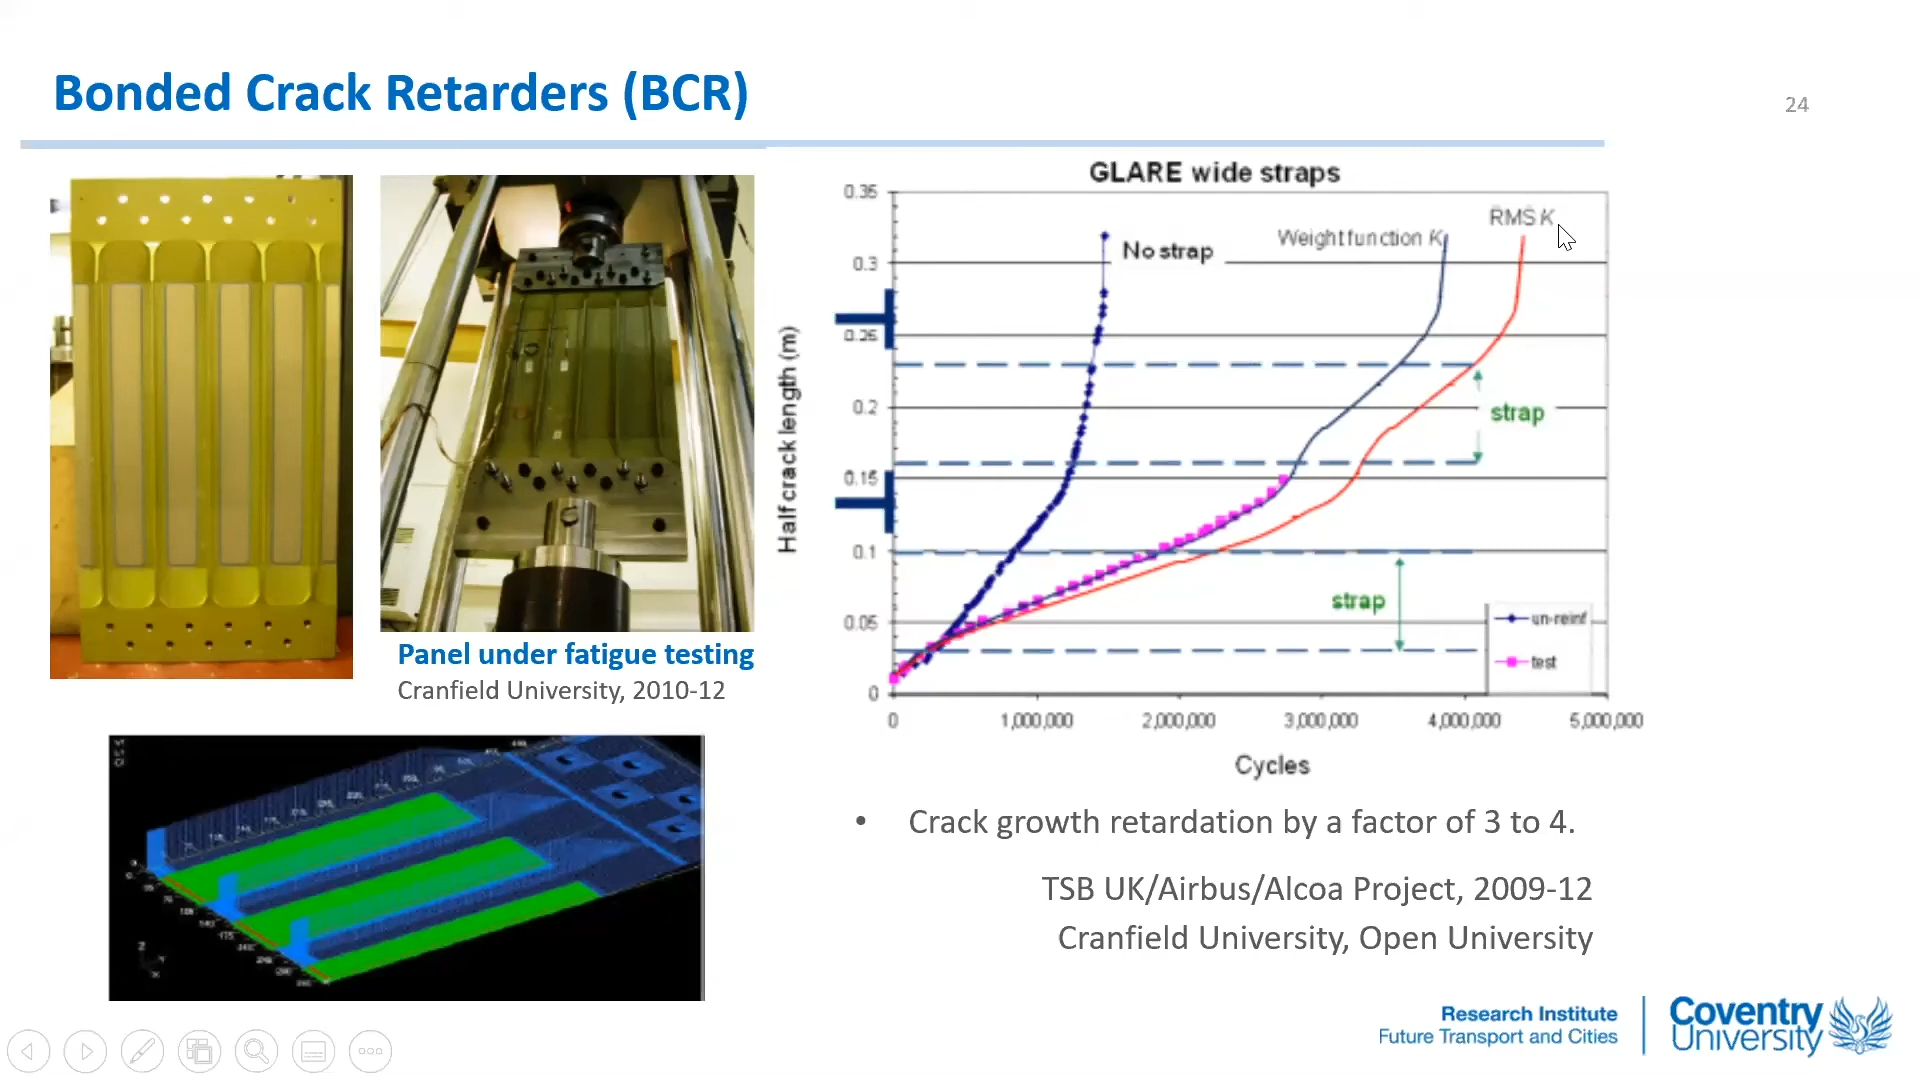 Bonded Crack Retarders (BCR)
24
Panel under fatigue testing
Cranfield University, 2010-12
GLARE wide straps
Half crack length (m)
0.35
0.3
0.25
0.2
0.15
0.1
0.05
0
No strap
Weight function K
RMS K
strap
strap
un-reinf
test
0
1,000,000
2,000,000
3,000,000
4,000,000
5,000,000
Cycles
• Crack growth retardation by a factor of 3 to 4.
TSB UK/Airbus/Alcoa Project, 2009-12
Cranfield University, Open University
Research Institute
Future Transport and Cities
Coventry
University